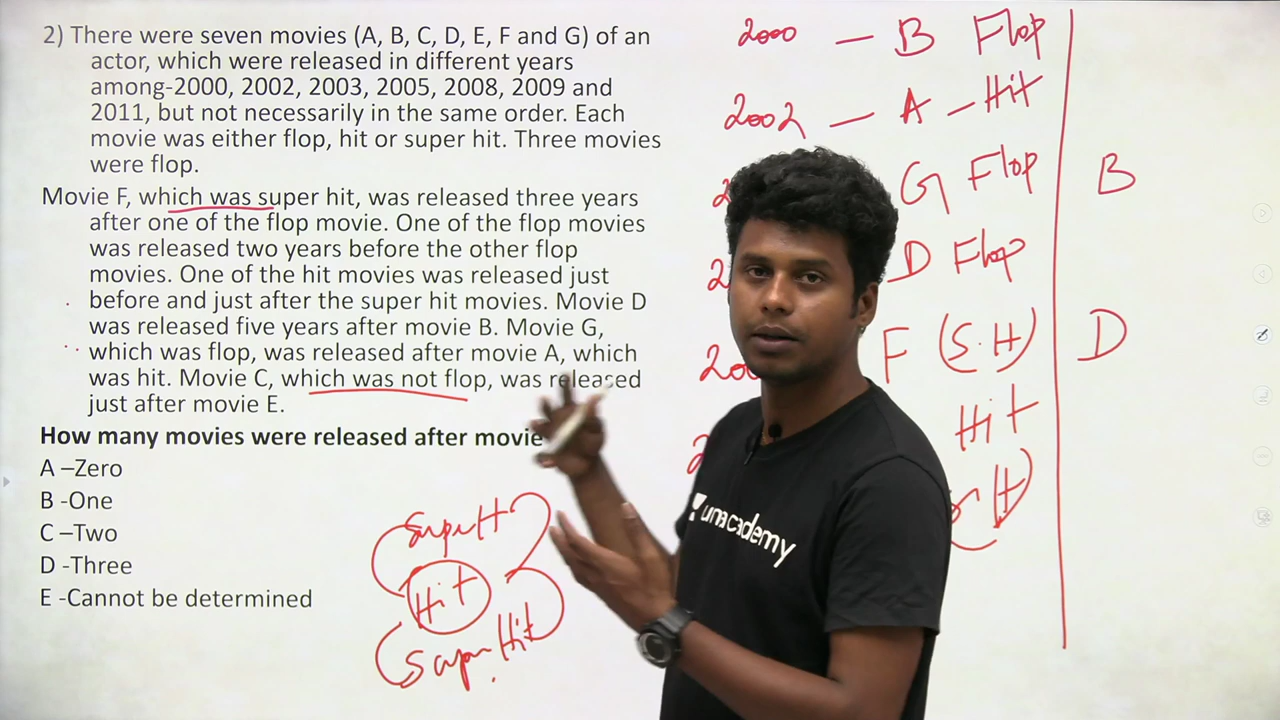 2) There were seven movies (A, B, C, D, E, F and G) of an
actor, which were released in different years
among-2000, 2002, 2003, 2005, 2008, 2009 and
2011, but not necessarily in the same order. Each
movie was either flop, hit or super hit. Three movies
were flop.
Movie F, which was super hit, was released three years
after one of the flop movie. One of the flop movies
was released two years before the other flop
movies. One of the hit movies was released just
before and just after the super hit movies. Movie D
was released five years after movie B. Movie G,
which was flop, was released after movie A, which
was hit. Movie C, which was not flop, was released
just after movie E.
How many movies were released after movie
A –Zero
B -One
C –Two
D -Three
E -Cannot be determined
Hit
Super Hit
2000 — B Flop
2002 — A – Hit
G Flop
D Flop
F (S.H)
Hit
B
D
unacademy